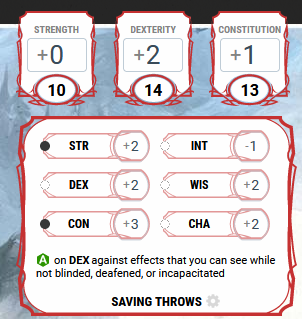 STRENGTH DEXTERITY CONSTITUTION
+0 +2 +1
10 14 13
STR +2 INT -1
DEX +2 WIS +2
CON +3 CHA +2
A on DEX against effects that you can see while
not blinded, deafened, or incapacitated
SAVING THROWS